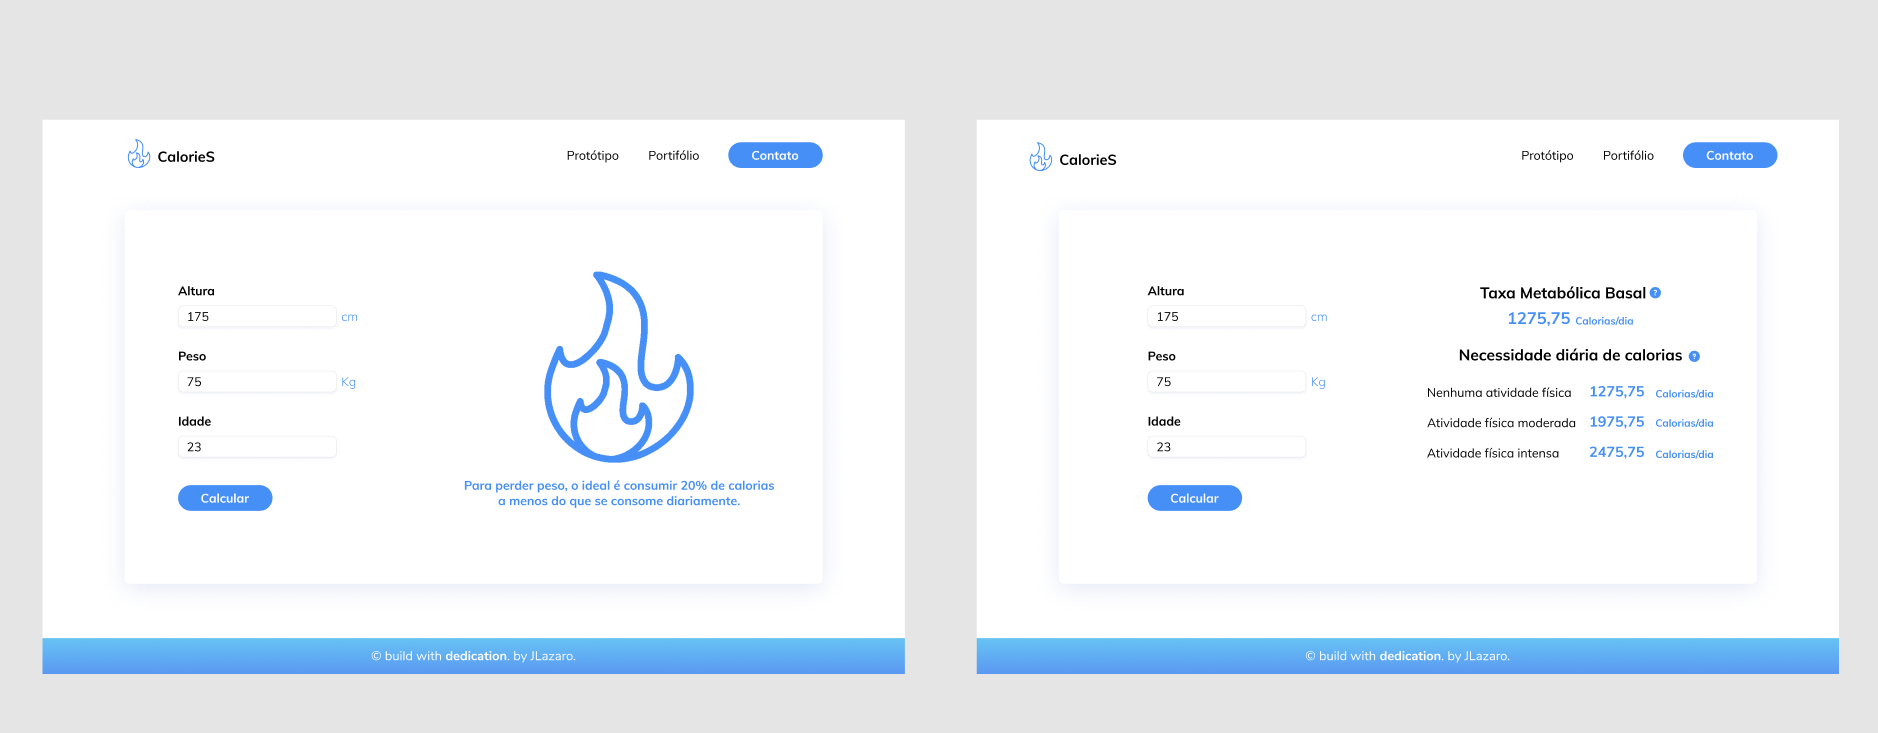 CalorieS
Protótipo
Portifólio
Contato
Altura
175 cm
Peso
75 Kg
Idade
23
Calcular
Para perder peso, o ideal é consumir 20% de calorias
a menos do que se consome diariamente.
© build with dedication. by JLazaro.
CalorieS
Protótipo
Portifólio
Contato
Altura
175 cm
Peso
75 Kg
Idade
23
Calcular
Taxa Metabólica Basal ?
1275,75 Calorias/dia
Necessidade diária de calorias ?
Nenhuma atividade física 1275,75 Calorias/dia
Atividade física moderada 1975,75 Calorias/dia
Atividade física intensa 2475,75 Calorias/dia
© build with dedication. by JLazaro.